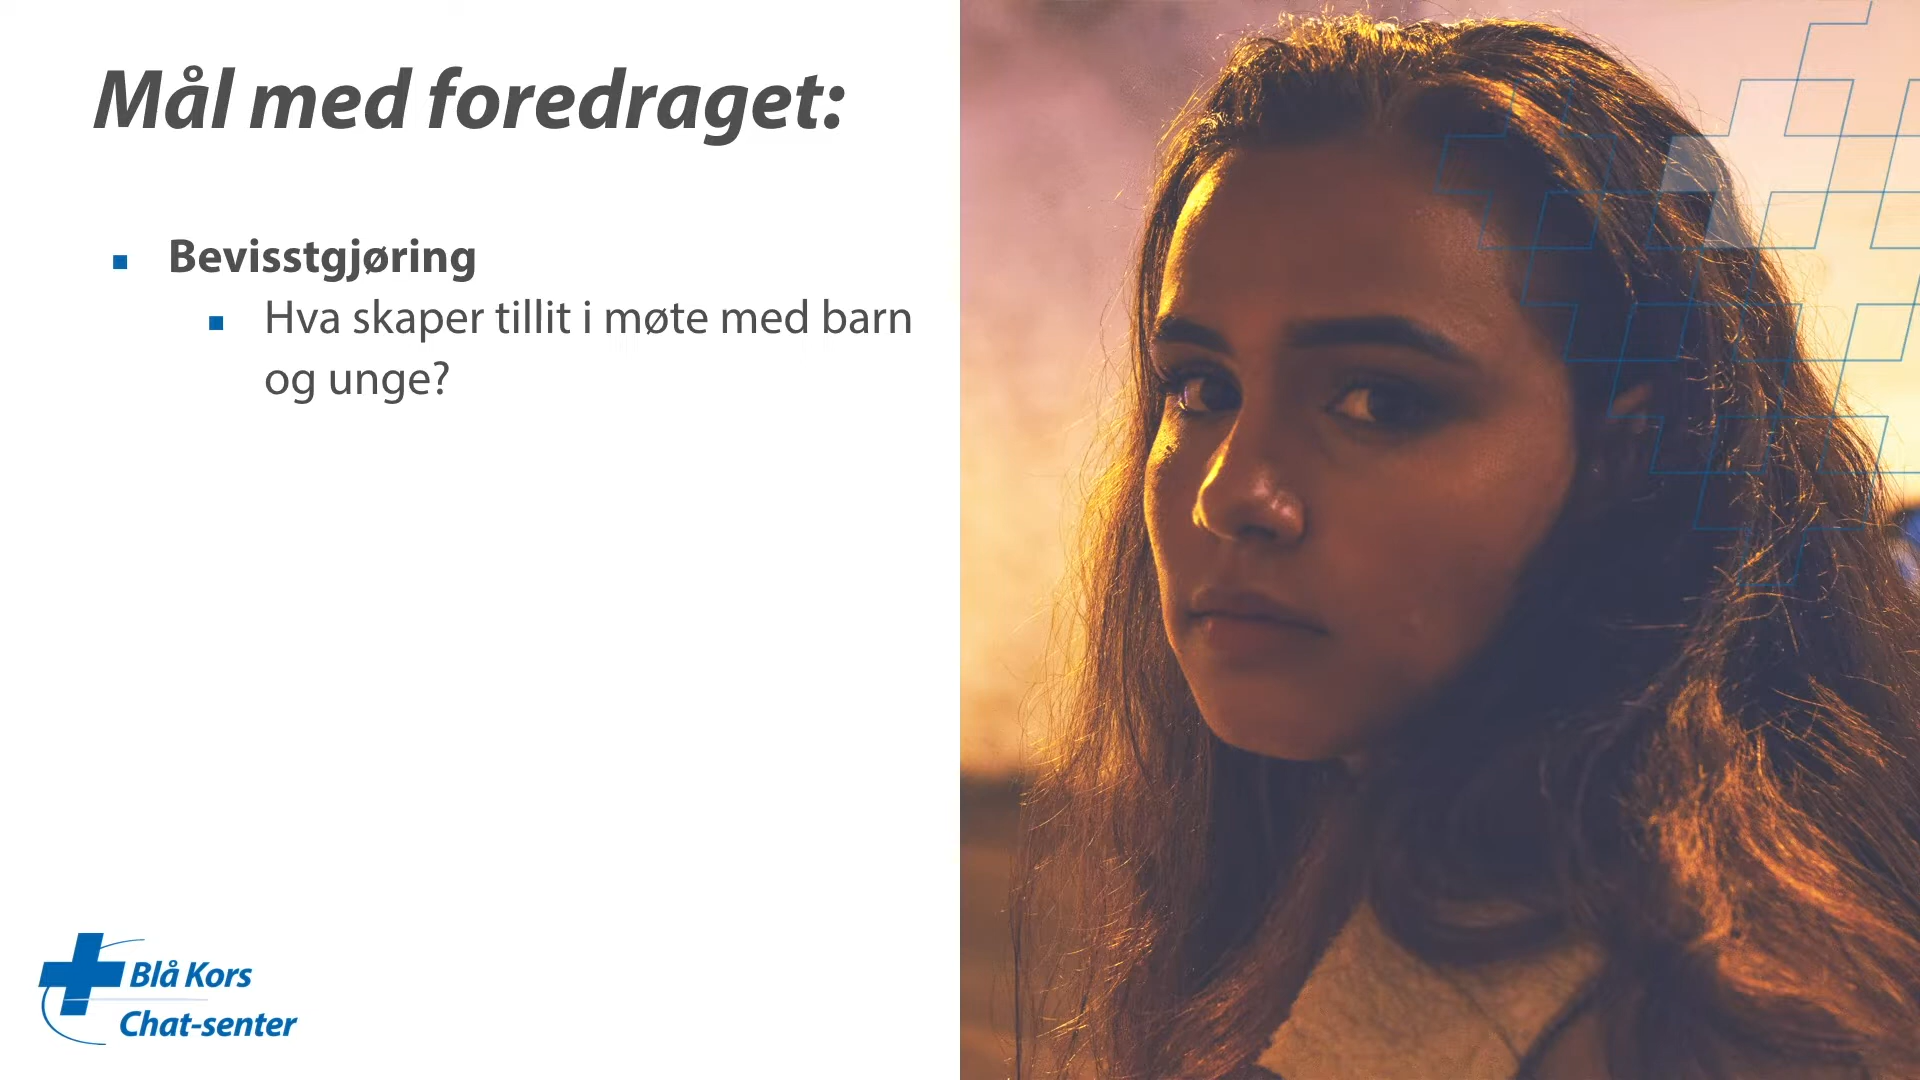 Mål med foredraget:
Bevisstgjøring
Hva skaper tillit i møte med barn
og unge?
Blå Kors
Chat-senter